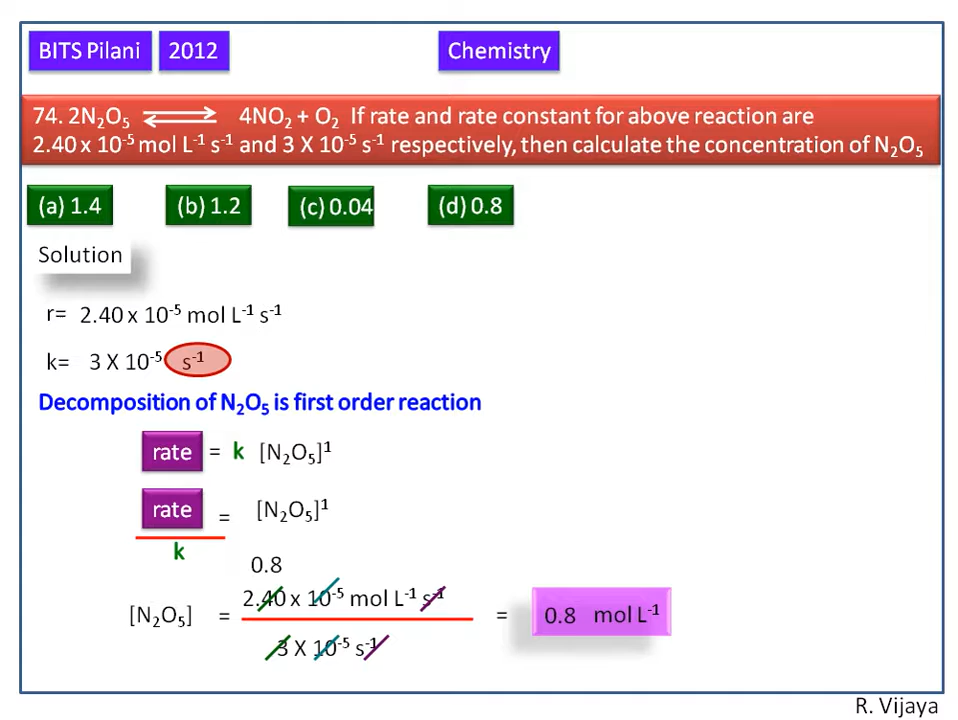 BITS Pilani 2012 Chemistry
74. 2N₂O₅ ⇌ 4NO₂ + O₂ If rate and rate constant for above reaction are
2.40 x 10⁻⁵ mol L⁻¹ s⁻¹ and 3 X 10⁻⁵ s⁻¹ respectively, then calculate the concentration of N₂O₅
(a) 1.4 (b) 1.2 (c) 0.04 (d) 0.8
Solution
r= 2.40 x 10⁻⁵ mol L⁻¹ s⁻¹
k= 3 X 10⁻⁵ s⁻¹
Decomposition of N₂O₅ is first order reaction
rate = k [N₂O₅]¹
rate = [N₂O₅]¹
k
0.8
2.40 x 10⁻⁵ mol L⁻¹ s⁻¹
[N₂O₅] = = 0.8 mol L⁻¹
3 X 10⁻⁵ s⁻¹
R. Vijaya